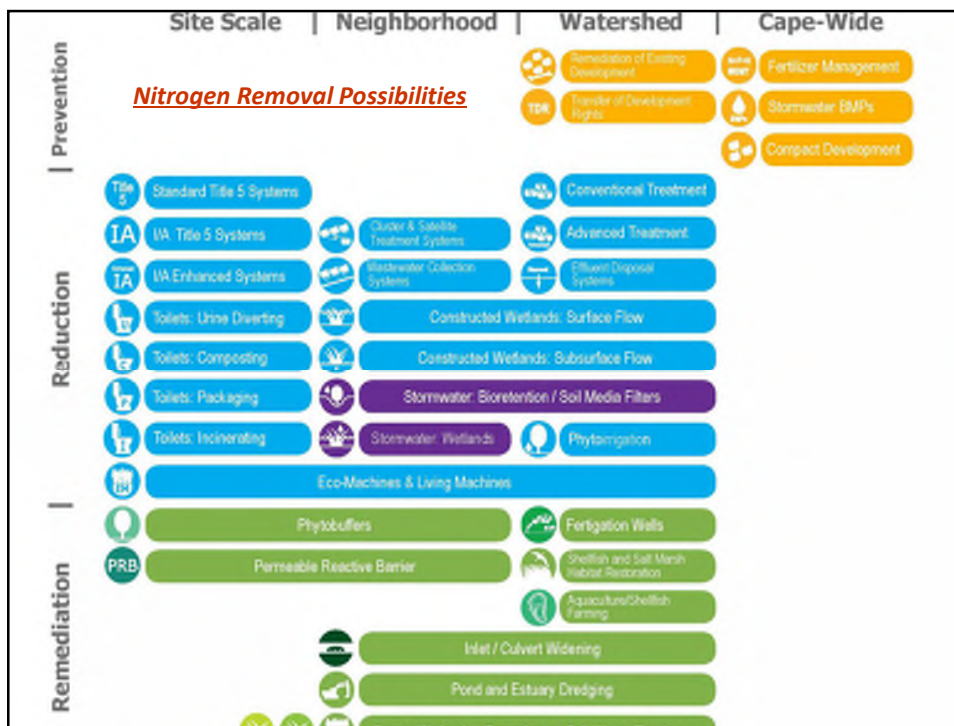 Site Scale | Neighborhood | Watershed | Cape-Wide
Prevention
Nitrogen Removal Possibilities
Remediation of Existing
Development
Fertilizer Management
TDR
Transfer of Development
Rights
Stormwater BMPs
Compact Development
Reduction
Title
5
Standard Title 5 Systems
Conventional Treatment
IA
I/A Title 5 Systems
Cluster & Satellite
Treatment Systems
Advanced Treatment
IA
I/A Enhanced Systems
Wastewater Collection
Systems
Effluent Disposal
Systems
Toilets: Urine Diverting
Constructed Wetlands: Surface Flow
Toilets: Composting
Constructed Wetlands: Subsurface Flow
Toilets: Packaging
Stormwater: Bioretention / Soil Media Filters
Toilets: Incinerating
Stormwater: Wetlands
Phytoirrigation
Eco-Machines & Living Machines
Remediation
Phytobuffers
Fertigation Wells
PRB
Permeable Reactive Barrier
Shellfish and Salt Marsh
Habitat Restoration
Aquaculture/Shellfish
Farming
Inlet / Culvert Widening
Pond and Estuary Dredging